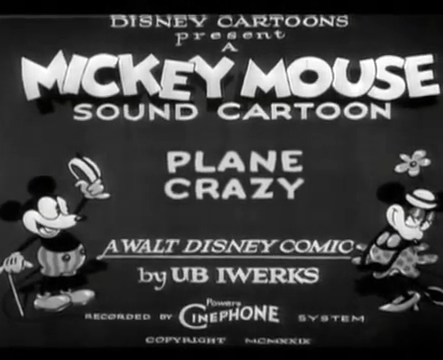 DISNEY CARTOONS
present
A
MICKEY MOUSE
SOUND CARTOON
PLANE
CRAZY
A WALT DISNEY COMIC
by UB IWERKS
RECORDED BY Powers CINEPHONE SYSTEM
COPYRIGHT MCMXXIX